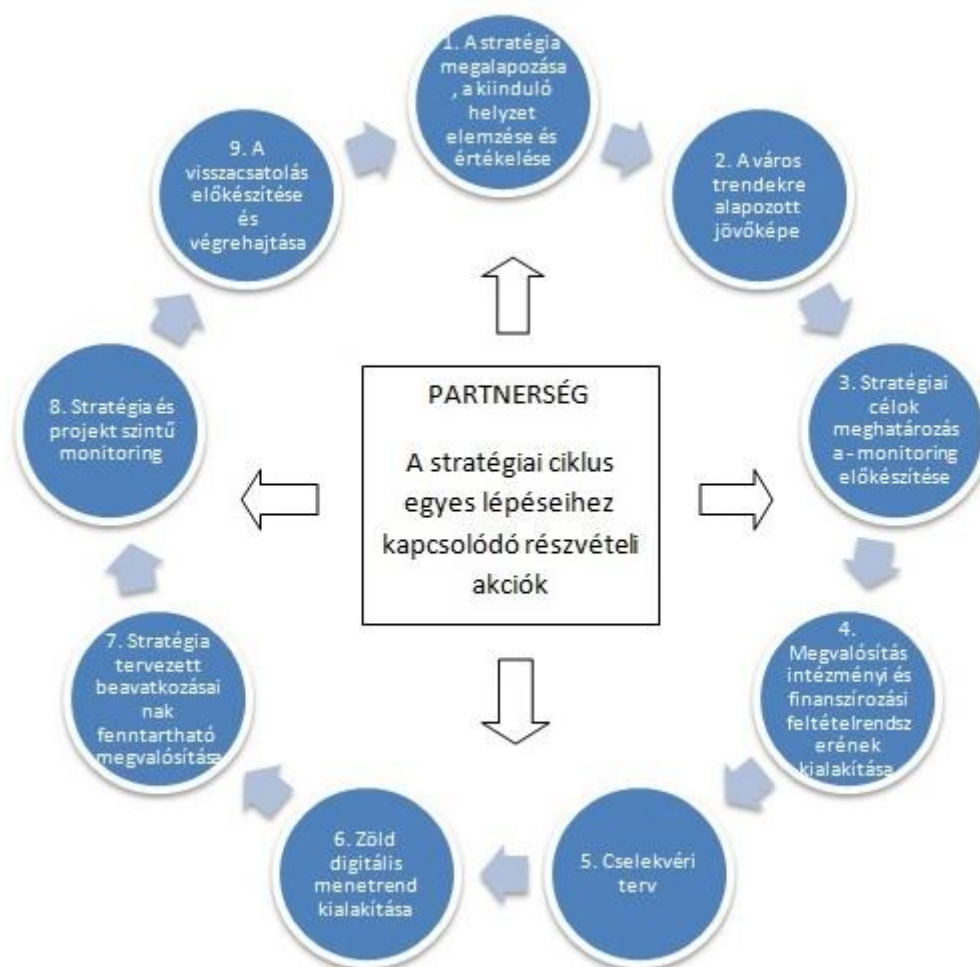 1. A stratégia
megalapozása
, a kiinduló
helyzet
elemzése és
értékelése
2. A város
trendekre
alapozott
jövőképe
3. Stratégiai
célok
meghatározás
a - monitoring
előkészítése
4.
Megvalósítás
intézményi és
finanszírozási
feltételrendsz
erének
kialakítása
5. Cselekvéri
terv
6. Zöld
digitális
menetrend
kialakítása
7. Stratégia
tervezett
beavatkozásai
nak
fenntartható
megvalósítása
8. Stratégia és
projekt szintű
monitoring
9. A
visszacsatolás
előkészítése
és
végrehajtása
PARTNERSÉG
A stratégiai ciklus
egyes lépéseihez
kapcsolódó részvételi
akciók